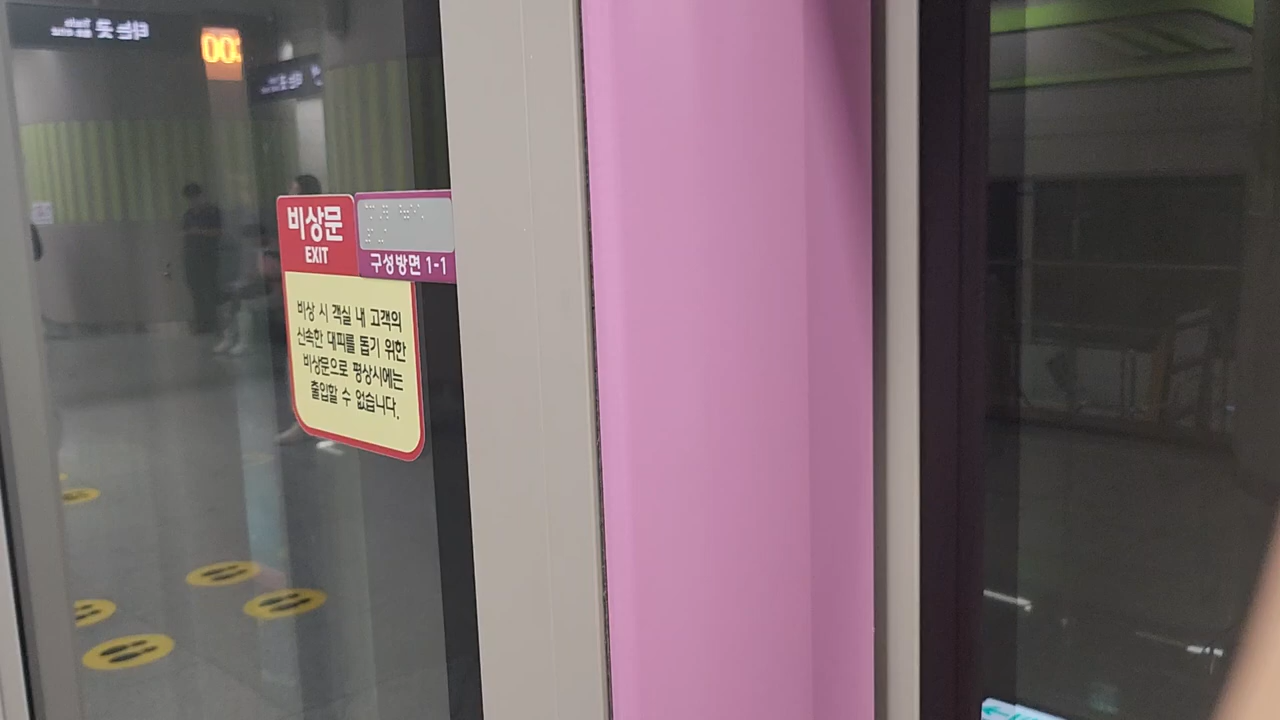 00:
비상문
EXIT
구성방면 1-1
비상 시 객실 내 고객의
신속한 대피를 돕기 위한
비상문으로 평상시에는
출입할 수 없습니다.